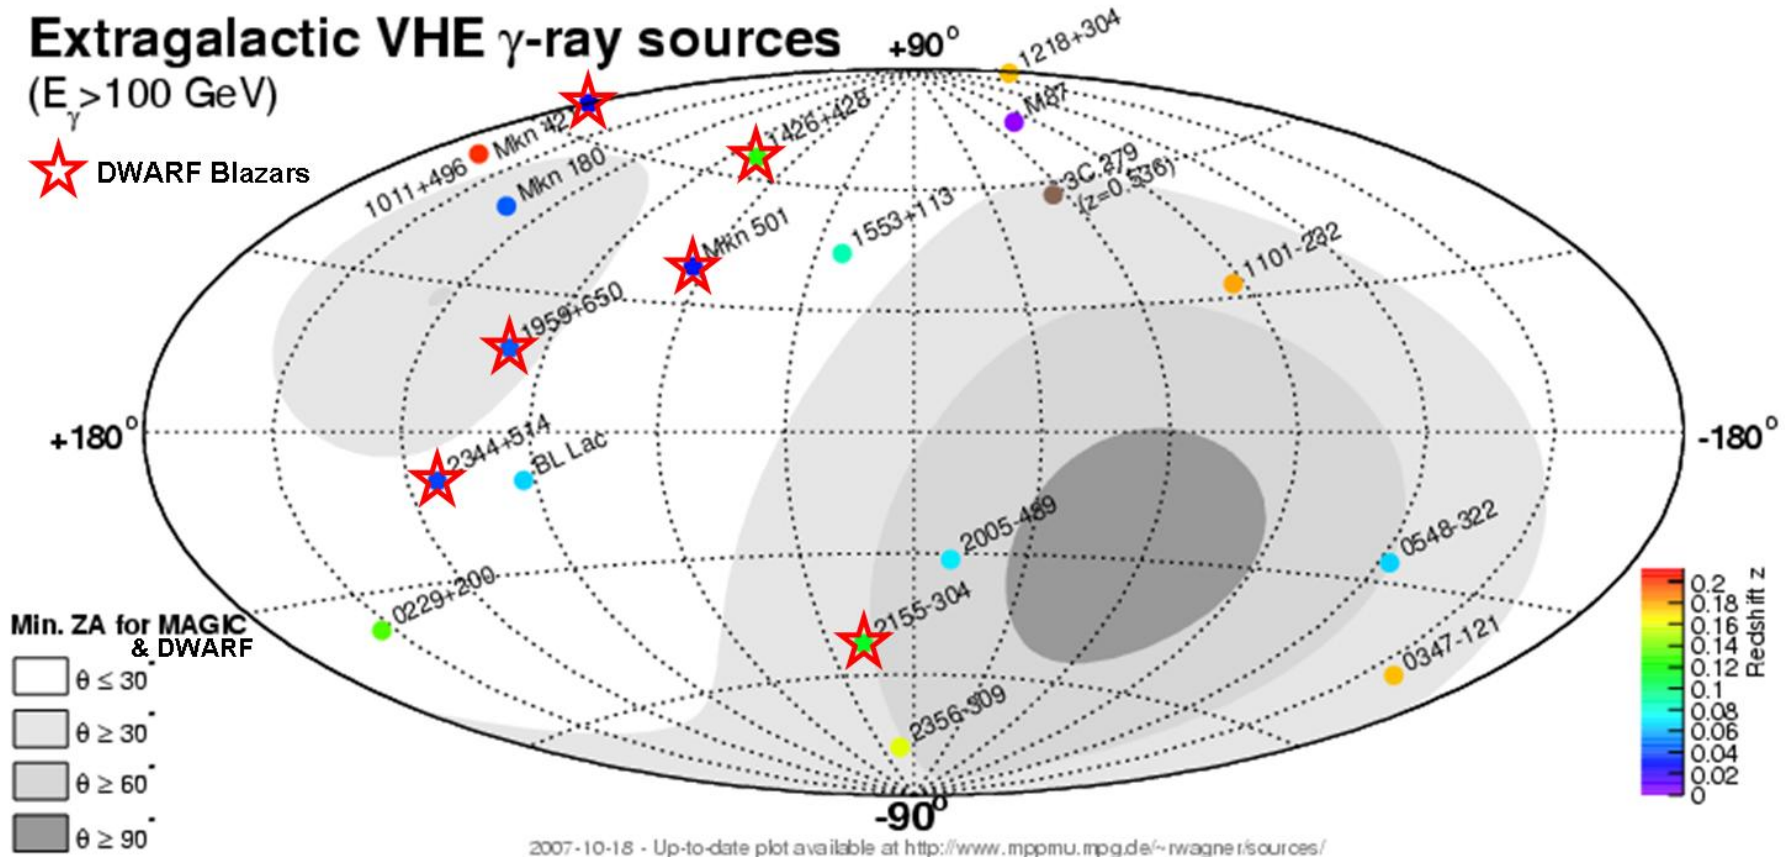 Extragalactic VHE γ-ray sources
(Eγ>100 GeV)
DWARF Blazars
+90°
1218+304
M87
1426+428
Mkn 421
1011+496
Mkn 180
3C 279
(z=0.536)
1553+113
Mkn 501
1101-232
1959+650
+180°
-180°
2344+514
BL Lac
2005-489
0548-322
0229+200
2155-304
0347-121
2356-309
-90°
Min. ZA for MAGIC
& DWARF
θ ≤ 30°
θ ≥ 30°
θ ≥ 60°
θ ≥ 90°
0.2
0.18
0.16
0.14
0.12
0.1
0.08
0.06
0.04
0.02
0
Redshift z
2007-10-18 - Up-to-date plot available at http://www.mppmu.mpg.de/~rwagner/sources/